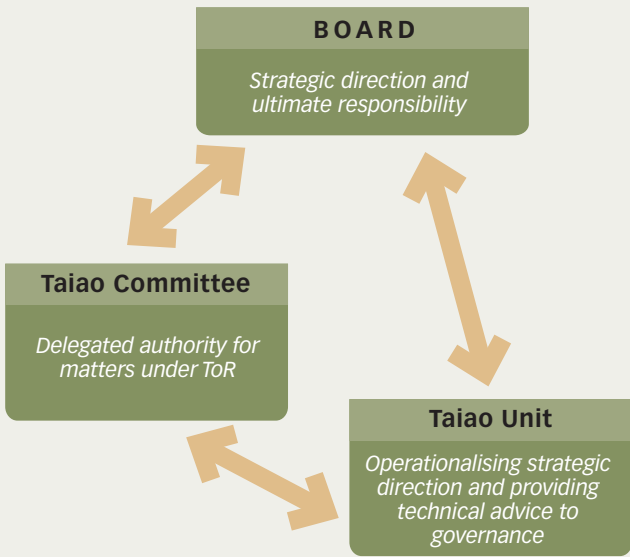 BOARD
Strategic direction and
ultimate responsibility
Taiao Committee
Delegated authority for
matters under ToR
Taiao Unit
Operationalising strategic
direction and providing
technical advice to
governance